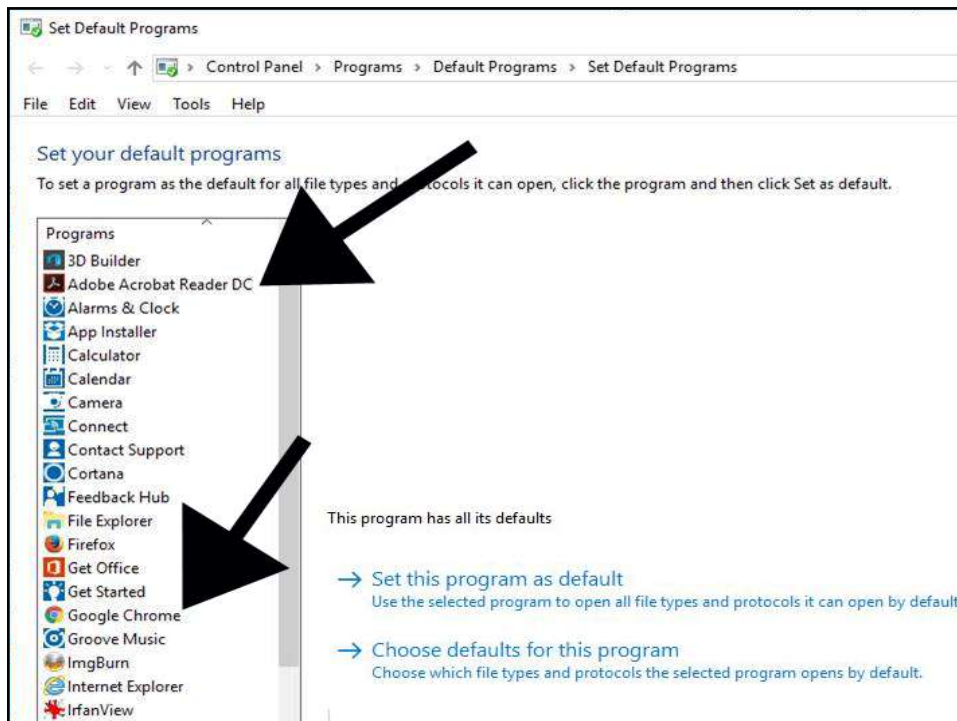 Set Default Programs
Control Panel > Programs > Default Programs > Set Default Programs
File Edit View Tools Help
Set your default programs
To set a program as the default for all file types and tocols it can open, click the program and then click Set as default.
Programs
3D Builder
Adobe Acrobat Reader DC
Alarms & Clock
App Installer
Calculator
Calendar
Camera
Connect
Contact Support
Cortana
Feedback Hub
File Explorer
Firefox
Get Office
Get Started
Google Chrome
Groove Music
ImgBurn
Internet Explorer
IrfanView
This program has all its defaults
Set this program as default
Use the selected program to open all file types and protocols it can open by default
Choose defaults for this program
Choose which file types and protocols the selected program opens by default.